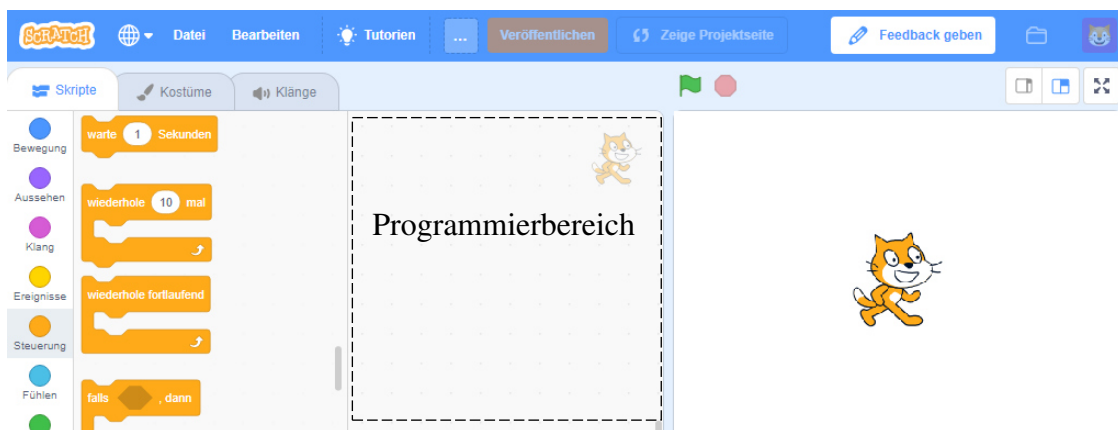 SCRATCH Datei Bearbeiten Tutorien ... Veröffentlichen Zeige Projektseite Feedback geben
Skripte Kostüme Klänge
Bewegung
Aussehen
Klang
Ereignisse
Steuerung
Fühlen
warte 1 Sekunden
wiederhole 10 mal
wiederhole fortlaufend
falls , dann
Programmierbereich